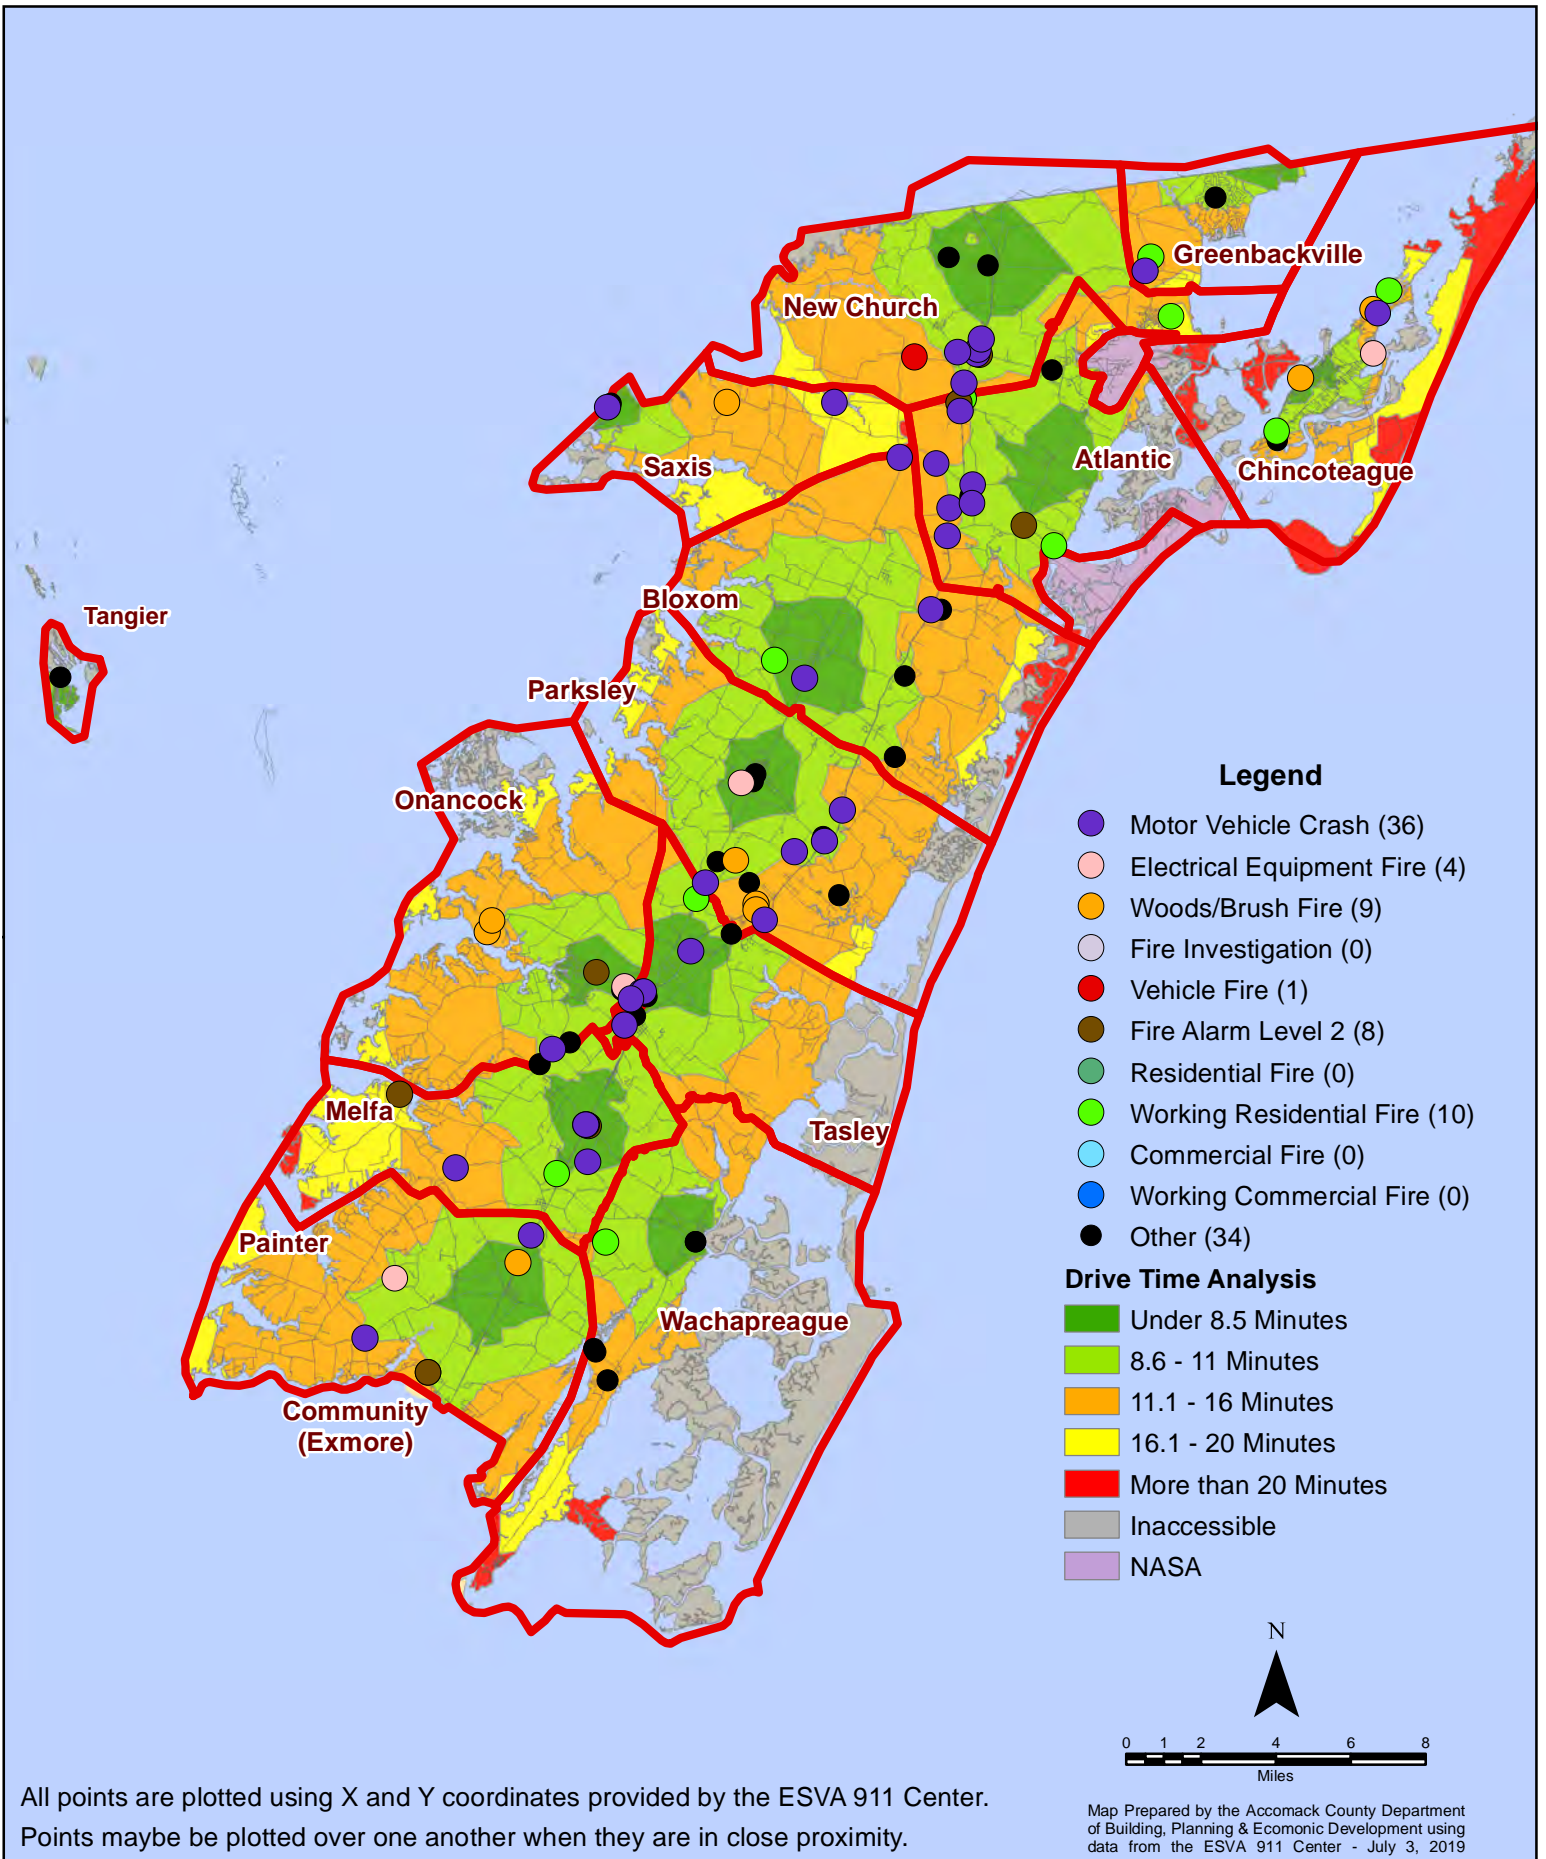 Greenbackville
New Church
Atlantic
Saxis
Chincoteague
Bloxom
Tangier
Parksley
Onancock
Melfa
Tasley
Painter
Wachapreague
Community
(Exmore)
Legend
Motor Vehicle Crash (36)
Electrical Equipment Fire (4)
Woods/Brush Fire (9)
Fire Investigation (0)
Vehicle Fire (1)
Fire Alarm Level 2 (8)
Residential Fire (0)
Working Residential Fire (10)
Commercial Fire (0)
Working Commercial Fire (0)
Other (34)
Drive Time Analysis
Under 8.5 Minutes
8.6 - 11 Minutes
11.1 - 16 Minutes
16.1 - 20 Minutes
More than 20 Minutes
Inaccessible
NASA
N
0 1 2 4 6 8
Miles
All points are plotted using X and Y coordinates provided by the ESVA 911 Center.
Points maybe be plotted over one another when they are in close proximity.
Map Prepared by the Accomack County Department
of Building, Planning & Ecomonic Development using
data from the ESVA 911 Center - July 3, 2019